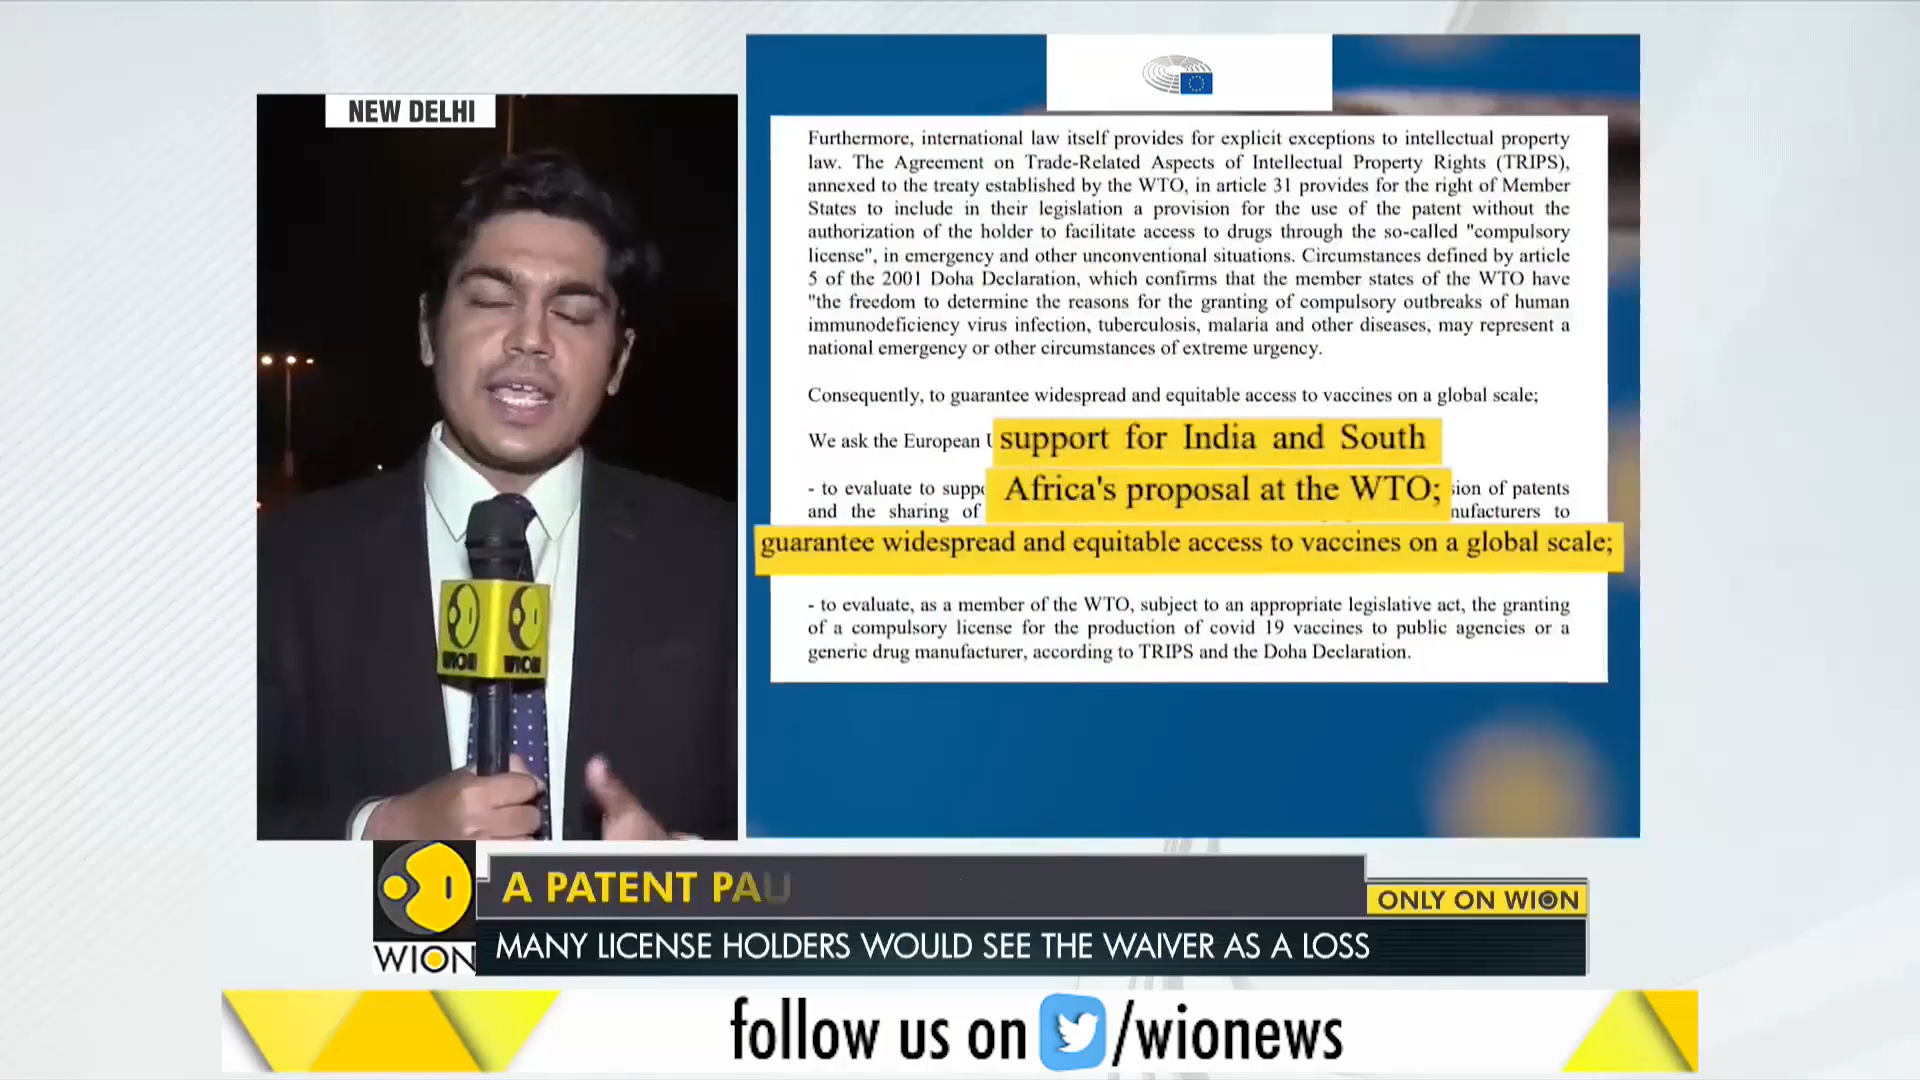 NEW DELHI
Furthermore, international law itself provides for explicit exceptions to intellectual property
law. The Agreement on Trade-Related Aspects of Intellectual Property Rights (TRIPS),
annexed to the treaty established by the WTO, in article 31 provides for the right of Member
States to include in their legislation a provision for the use of the patent without the
authorization of the holder to facilitate access to drugs through the so-called "compulsory
license", in emergency and other unconventional situations. Circumstances defined by article
5 of the 2001 Doha Declaration, which confirms that the member states of the WTO have
"the freedom to determine the reasons for the granting of compulsory outbreaks of human
immunodeficiency virus infection, tuberculosis, malaria and other diseases, may represent a
national emergency or other circumstances of extreme urgency.
Consequently, to guarantee widespread and equitable access to vaccines on a global scale;
We ask the European
support for India and South
Africa's proposal at the WTO;
- to evaluate to supp
sion of patents
and the sharing of
nufacturers to
guarantee widespread and equitable access to vaccines on a global scale;
- to evaluate, as a member of the WTO, subject to an appropriate legislative act, the granting
of a compulsory license for the production of covid 19 vaccines to public agencies or a
generic drug manufacturer, according to TRIPS and the Doha Declaration.
WION WION
A PATENT PAU
ONLY ON WION
WION
MANY LICENSE HOLDERS WOULD SEE THE WAIVER AS A LOSS
follow us on /wionews